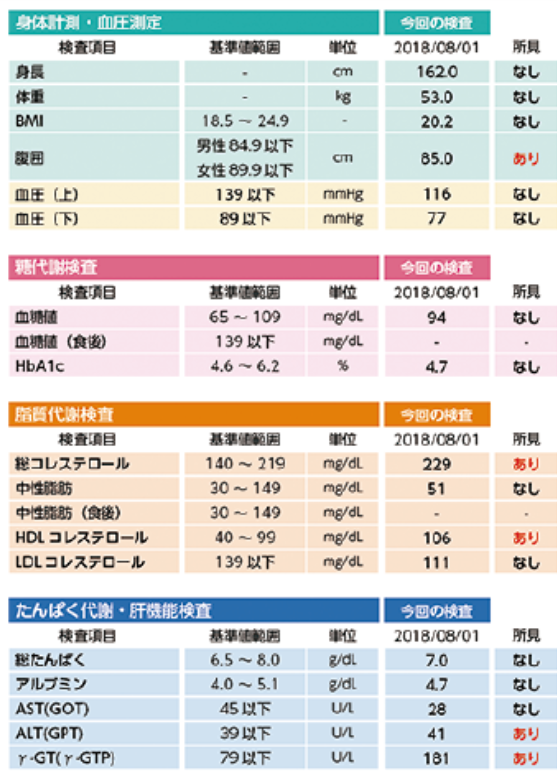 身体計測・血圧測定 今回の検査
検査項目 基準値範囲 単位 2018/08/01 所見
身長 - cm 162.0 なし
体重 - kg 53.0 なし
BMI 18.5 ～ 24.9 - 20.2 なし
腹囲 男性 84.9 以下 女性 89.9 以下 cm 85.0 あり
血圧（上） 139 以下 mmHg 116 なし
血圧（下） 89 以下 mmHg 77 なし
糖代謝検査 今回の検査
検査項目 基準値範囲 単位 2018/08/01 所見
血糖値 65 ～ 109 mg/dL 94 なし
血糖値（食後） 139 以下 mg/dL - -
HbA1c 4.6 ～ 6.2 % 4.7 なし
脂質代謝検査 今回の検査
検査項目 基準値範囲 単位 2018/08/01 所見
総コレステロール 140 ～ 219 mg/dL 229 あり
中性脂肪 30 ～ 149 mg/dL 51 なし
中性脂肪（食後） 30 ～ 149 mg/dL - -
HDL コレステロール 40 ～ 99 mg/dL 106 あり
LDL コレステロール 139 以下 mg/dL 111 なし
たんぱく代謝・肝機能検査 今回の検査
検査項目 基準値範囲 単位 2018/08/01 所見
総たんぱく 6.5 ～ 8.0 g/dL 7.0 なし
アルブミン 4.0 ～ 5.1 g/dL 4.7 なし
AST(GOT) 45 以下 U/L 28 なし
ALT(GPT) 39 以下 U/L 41 あり
γ-GT(γ-GTP) 79 以下 U/L 181 あり